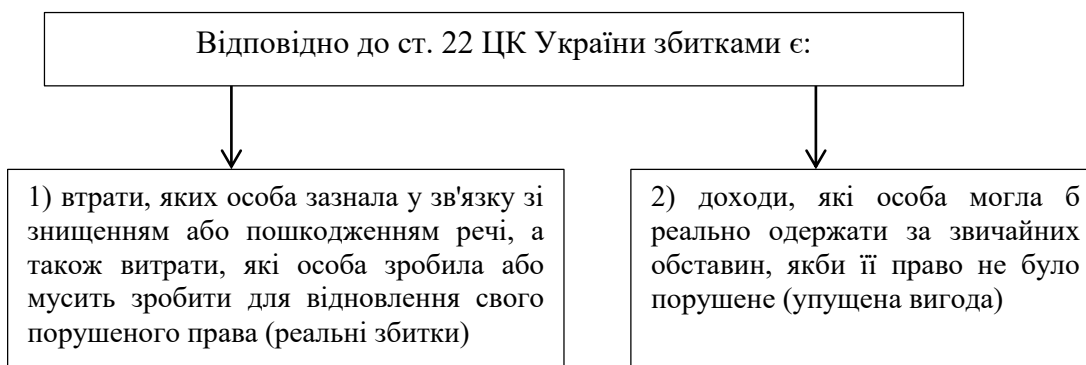 Відповідно до ст. 22 ЦК України збитками є:
1) втрати, яких особа зазнала у зв'язку зі
знищенням або пошкодженням речі, а
також витрати, які особа зробила або
мусить зробити для відновлення свого
порушеного права (реальні збитки)
2) доходи, які особа могла б
реально одержати за звичайних
обставин, якби її право не було
порушене (упущена вигода)